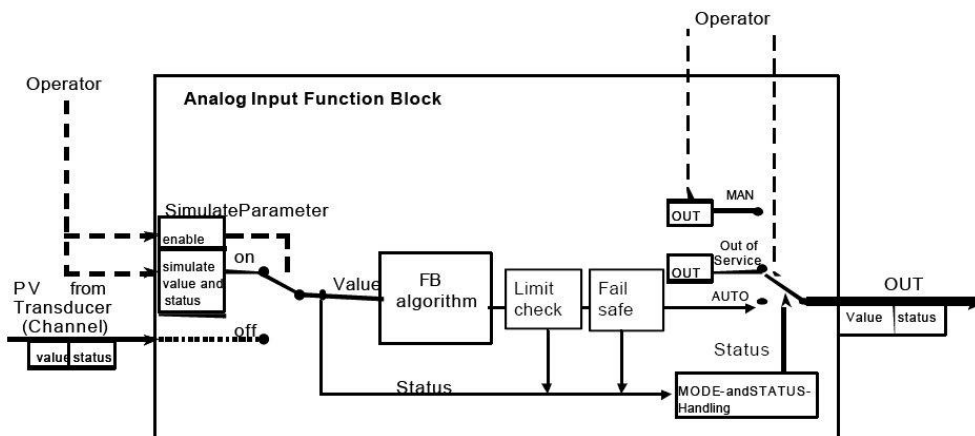 Operator
Operator
Analog Input Function Block
SimulateParameter
enable
simulate
value and
status
on
off
PV from
Transducer
(Channel)
value status
Value
FB
algorithm
Limit
check
Fail
safe
OUT
MAN
OUT
Out of
Service
AUTO
OUT
Value status
Status
Status
MODE-andSTATUS-
Handling